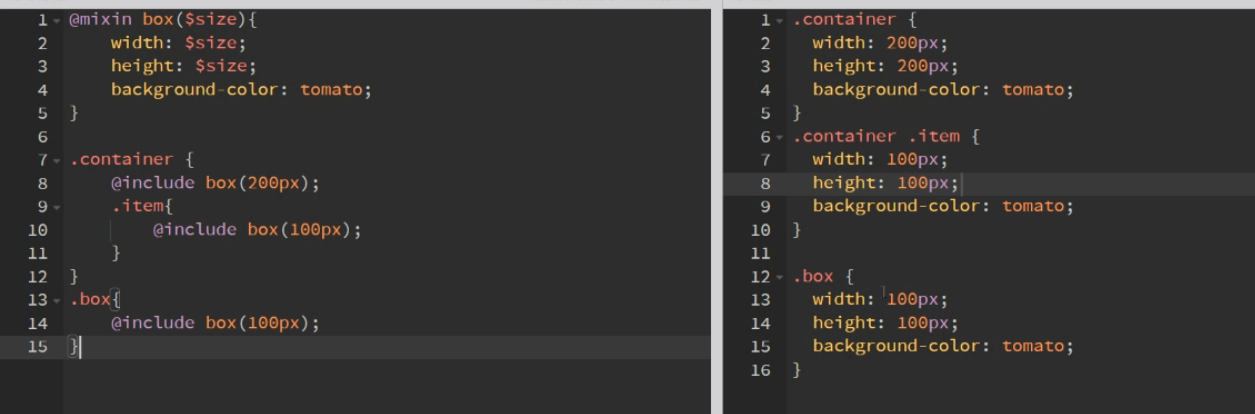 1 @mixin box($size){
2     width: $size;
3     height: $size;
4     background-color: tomato;
5 }
6
7 .container {
8     @include box(200px);
9     .item{
10         @include box(100px);
11     }
12 }
13 .box{
14     @include box(100px);
15 }
1 .container {
2   width: 200px;
3   height: 200px;
4   background-color: tomato;
5 }
6 .container .item {
7   width: 100px;
8   height: 100px;
9   background-color: tomato;
10 }
11
12 .box {
13   width: 100px;
14   height: 100px;
15   background-color: tomato;
16 }